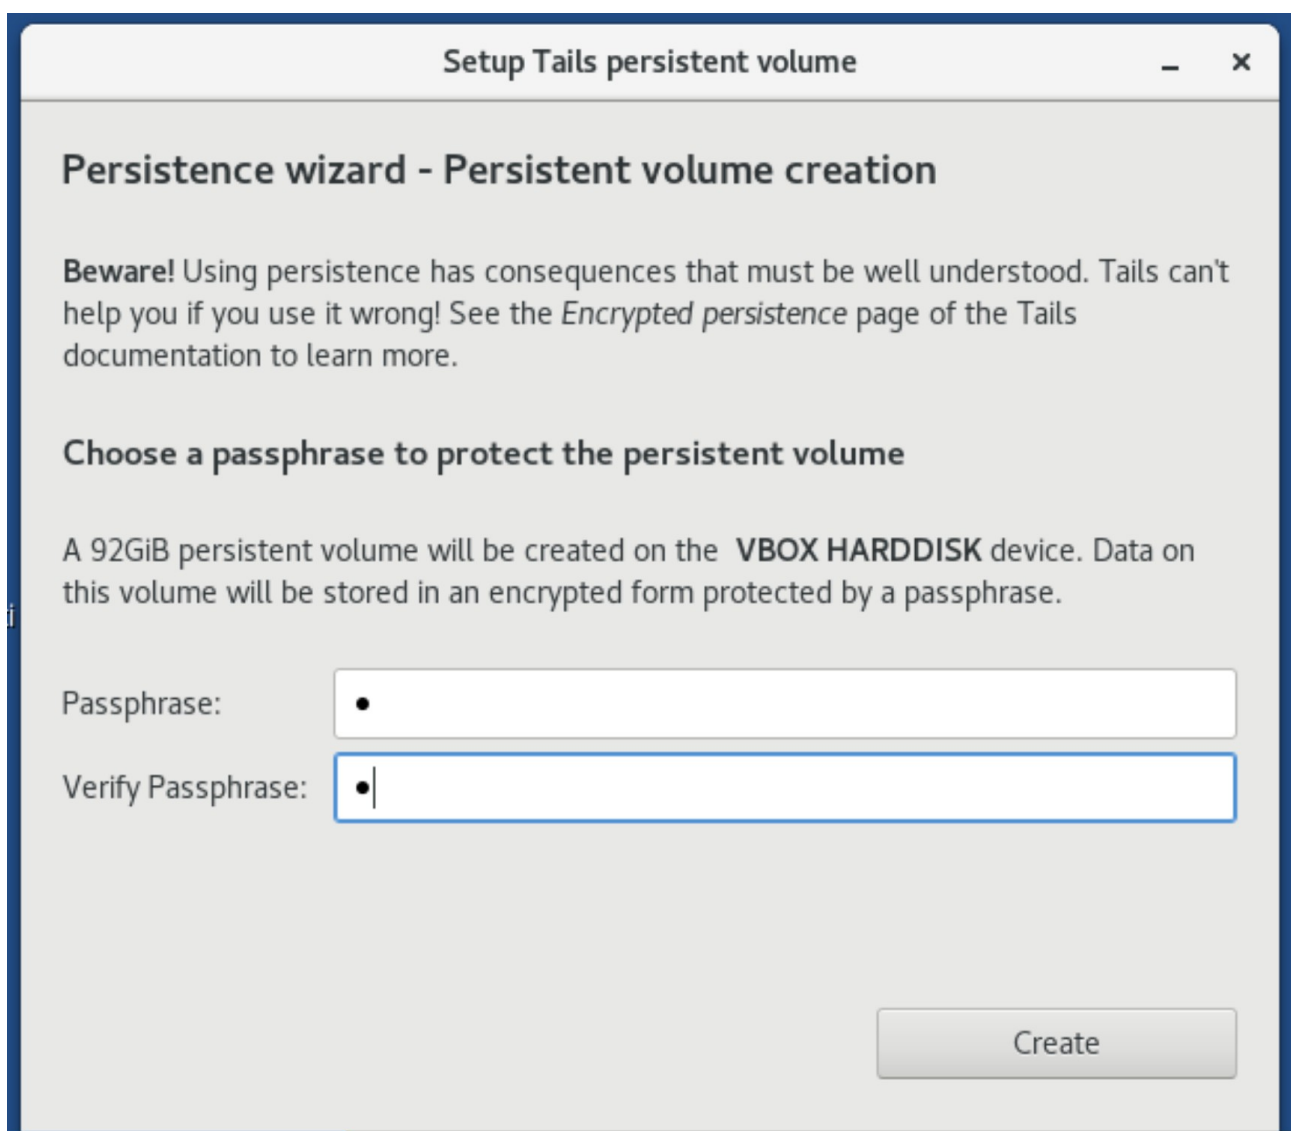 Setup Tails persistent volume
Persistence wizard - Persistent volume creation
Beware! Using persistence has consequences that must be well understood. Tails can't
help you if you use it wrong! See the Encrypted persistence page of the Tails
documentation to learn more.
Choose a passphrase to protect the persistent volume
A 92GiB persistent volume will be created on the VBOX HARDDISK device. Data on
this volume will be stored in an encrypted form protected by a passphrase.
Passphrase: •
Verify Passphrase: •
Create